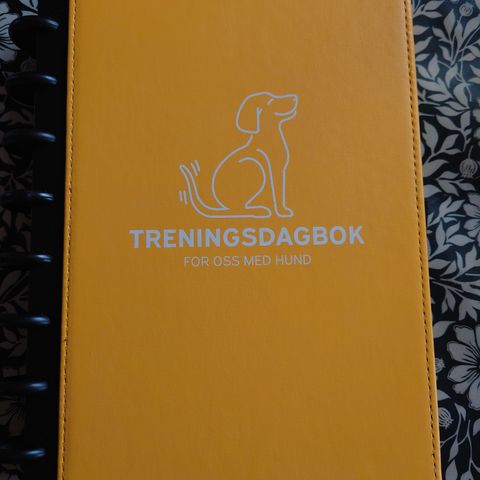 TRENINGSDAGBOK
FOR OSS MED HUND